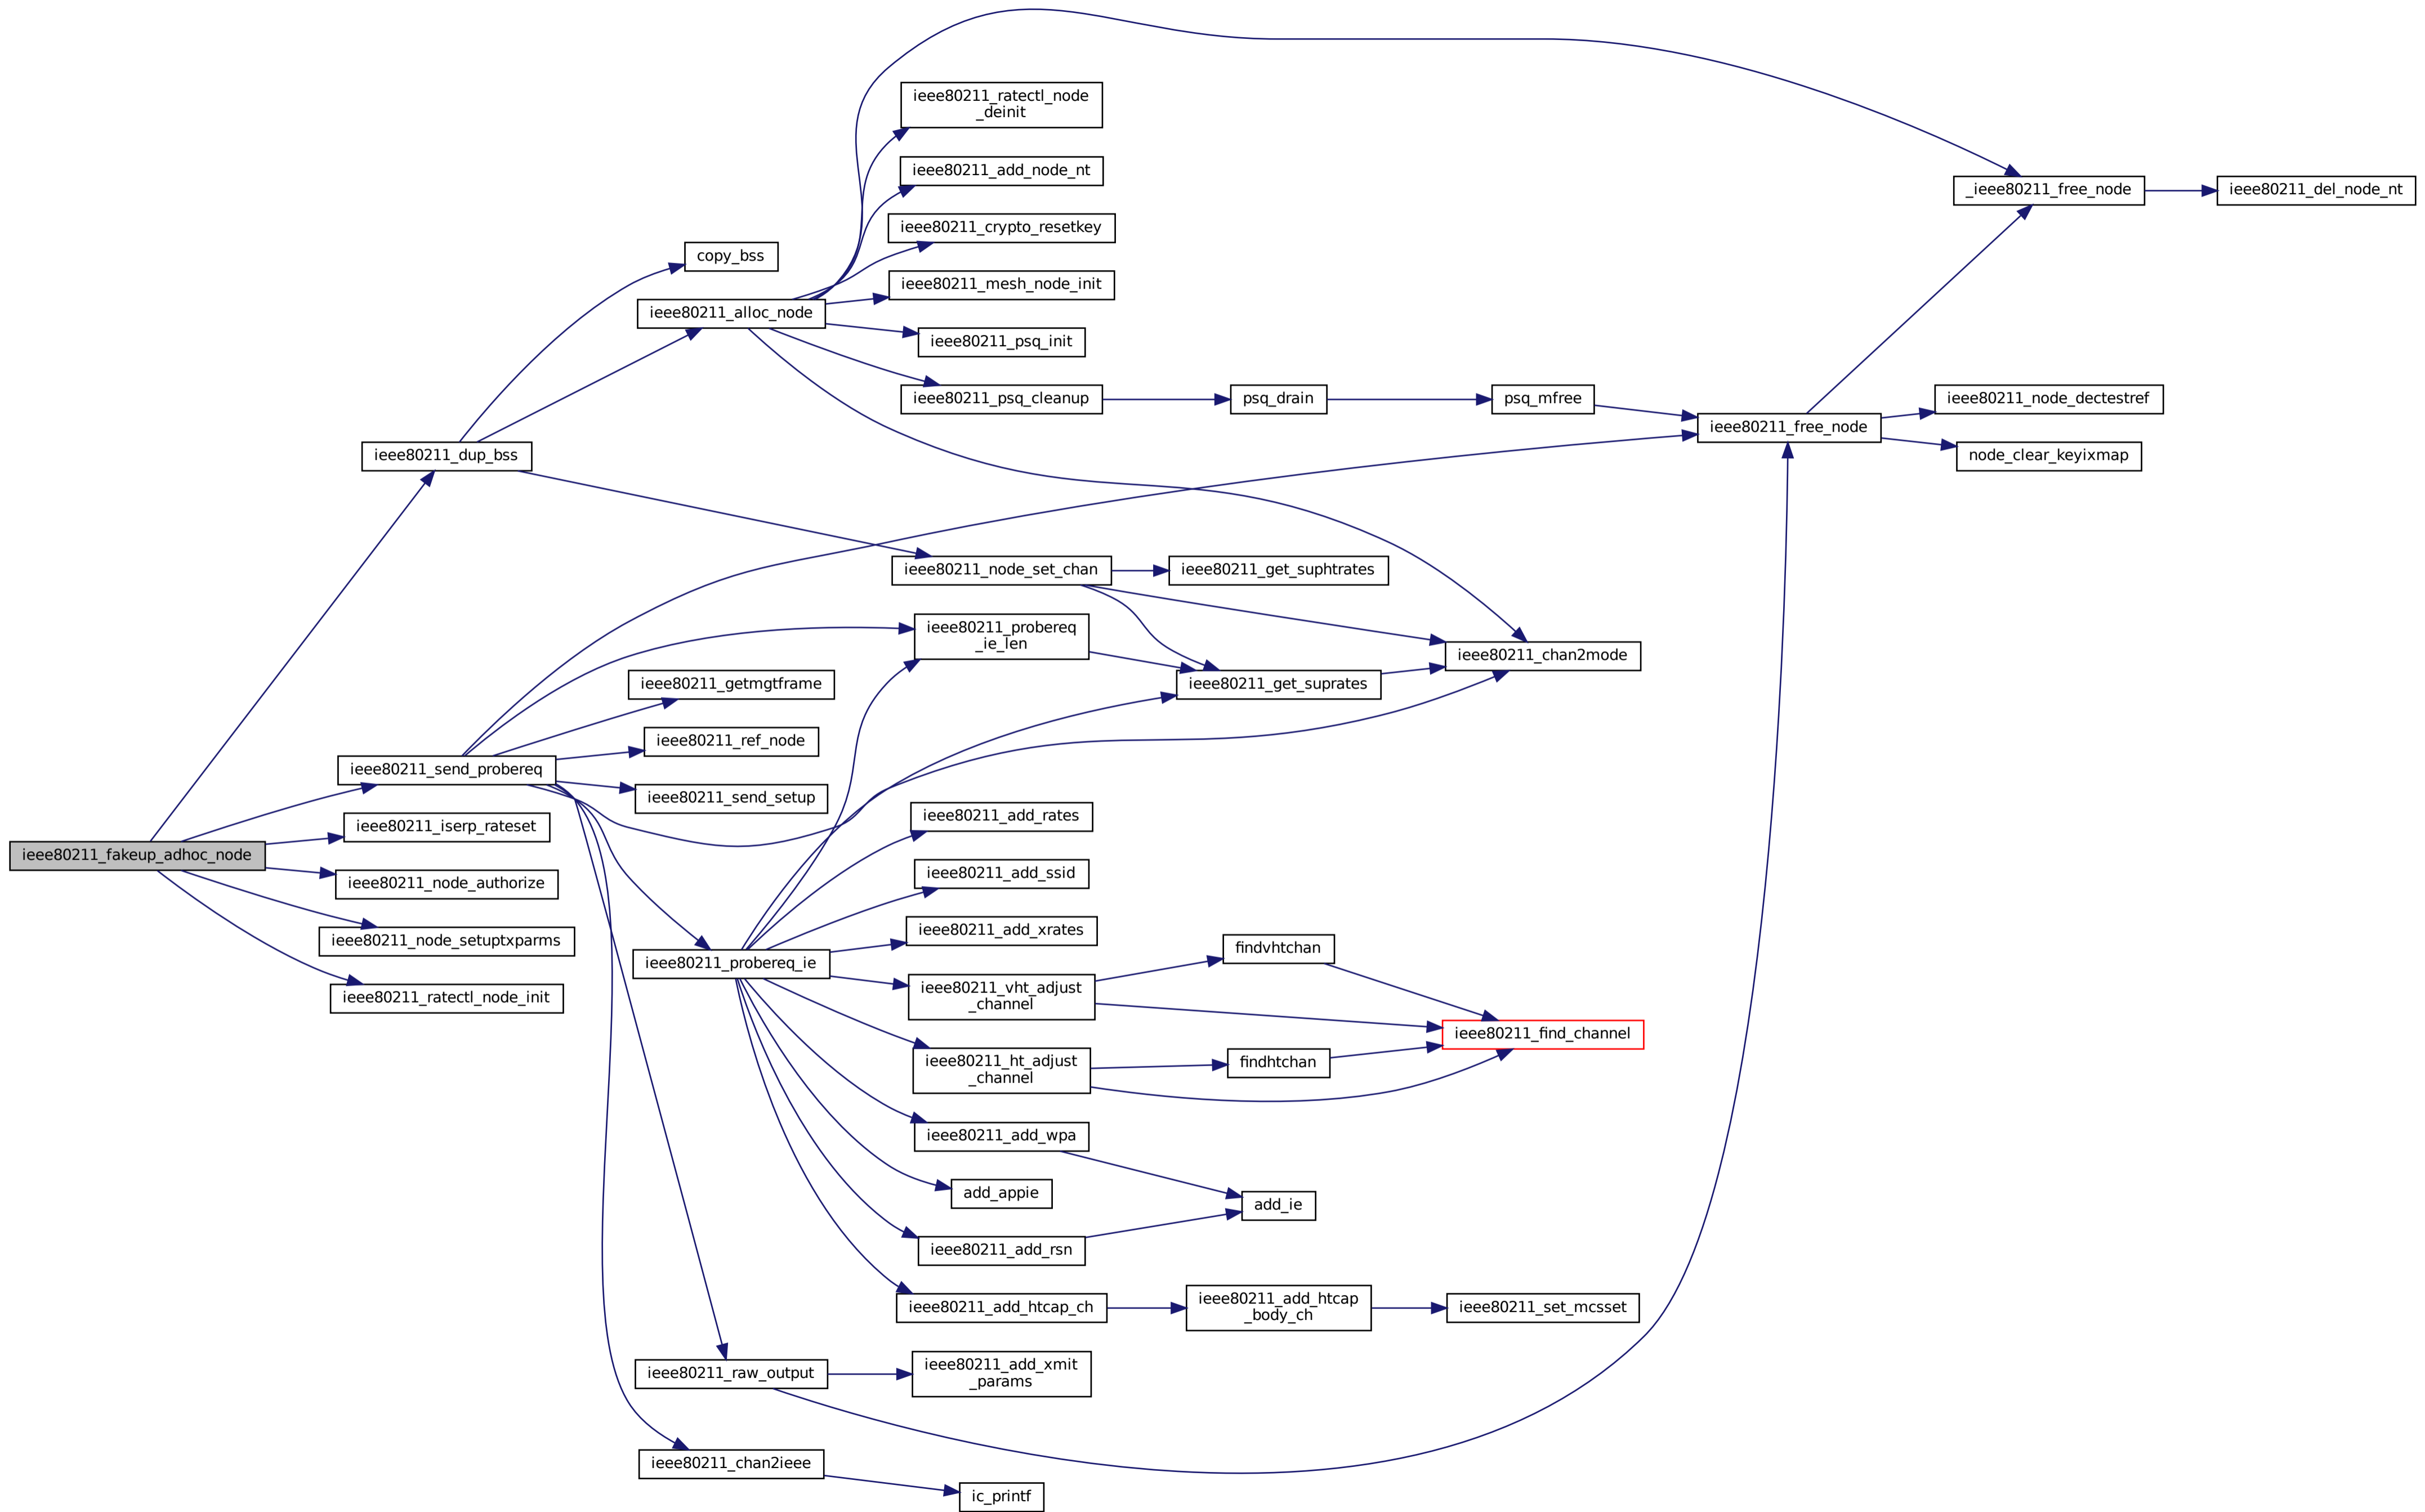 ieee80211_ratectl_node
_deinit
ieee80211_add_node_nt
_ieee80211_free_node
ieee80211_del_node_nt
ieee80211_crypto_resetkey
copy_bss
ieee80211_mesh_node_init
ieee80211_alloc_node
ieee80211_psq_init
ieee80211_psq_cleanup
psq_drain
psq_mfree
ieee80211_node_dectestref
ieee80211_free_node
ieee80211_dup_bss
node_clear_keyixmap
ieee80211_node_set_chan
ieee80211_get_suphtrates
ieee80211_probereq
_ie_len
ieee80211_chan2mode
ieee80211_getmgtframe
ieee80211_get_suprates
ieee80211_ref_node
ieee80211_send_probereq
ieee80211_send_setup
ieee80211_add_rates
ieee80211_iserp_rateset
ieee80211_fakeup_adhoc_node
ieee80211_add_ssid
ieee80211_node_authorize
ieee80211_add_xrates
ieee80211_node_setuptxparms
findvhtchan
ieee80211_probereq_ie
ieee80211_vht_adjust
_channel
ieee80211_ratectl_node_init
ieee80211_find_channel
ieee80211_ht_adjust
_channel
findhtchan
ieee80211_add_wpa
add_appie
add_ie
ieee80211_add_rsn
ieee80211_add_htcap_ch
ieee80211_add_htcap
_body_ch
ieee80211_set_mcsset
ieee80211_raw_output
ieee80211_add_xmit
_params
ieee80211_chan2ieee
ic_printf